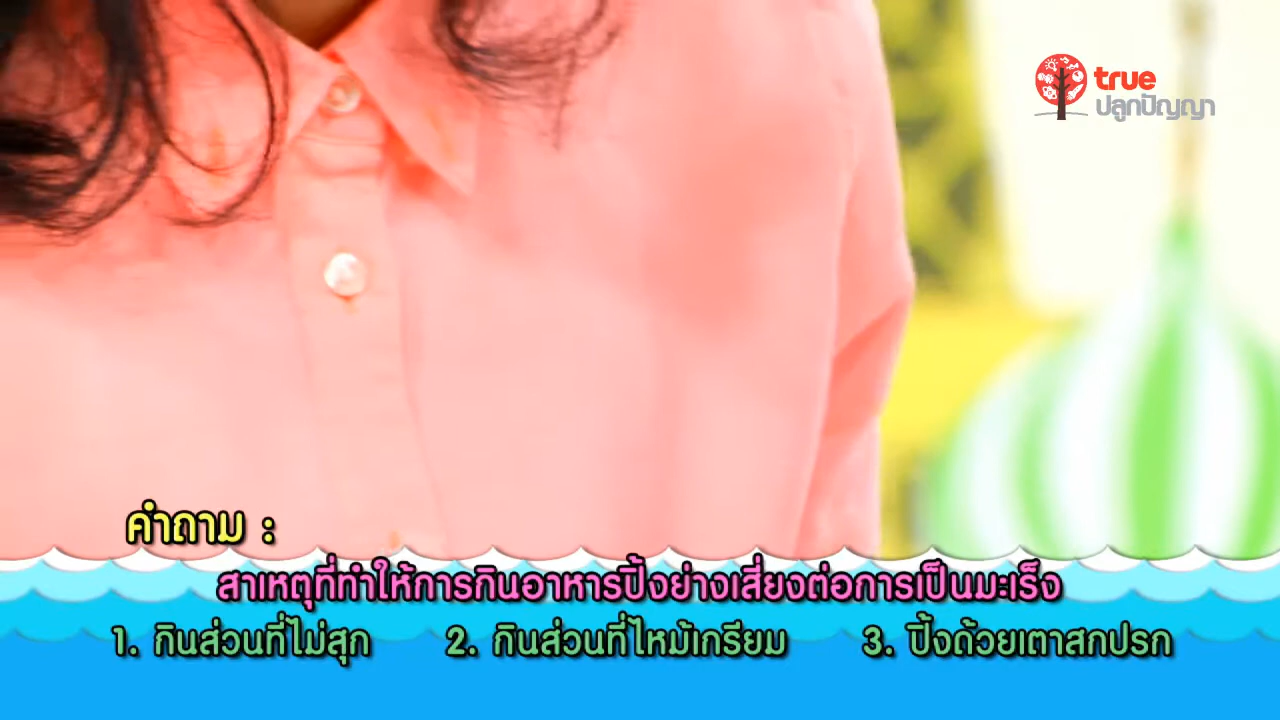 true
ปลูกปัญญา
คำถาม :
สาเหตุที่ทำให้การกินอาหารปิ้งย่างเสี่ยงต่อการเป็นมะเร็ง
1. กินส่วนที่ไม่สุก 2. กินส่วนที่ไหม้เกรียม 3. ปิ้งด้วยเตาสกปรก